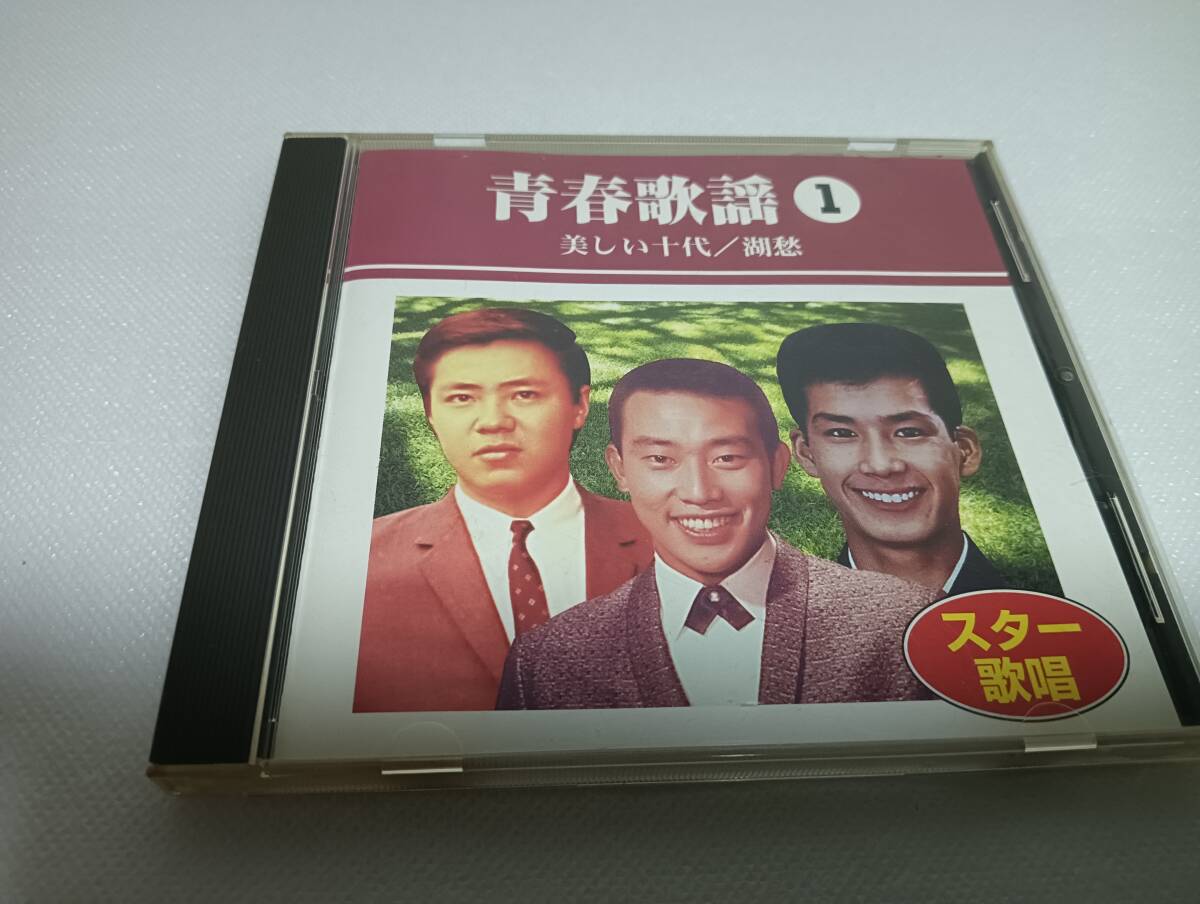 青春歌謡 1
美しい十代／湖愁
スター
歌唱